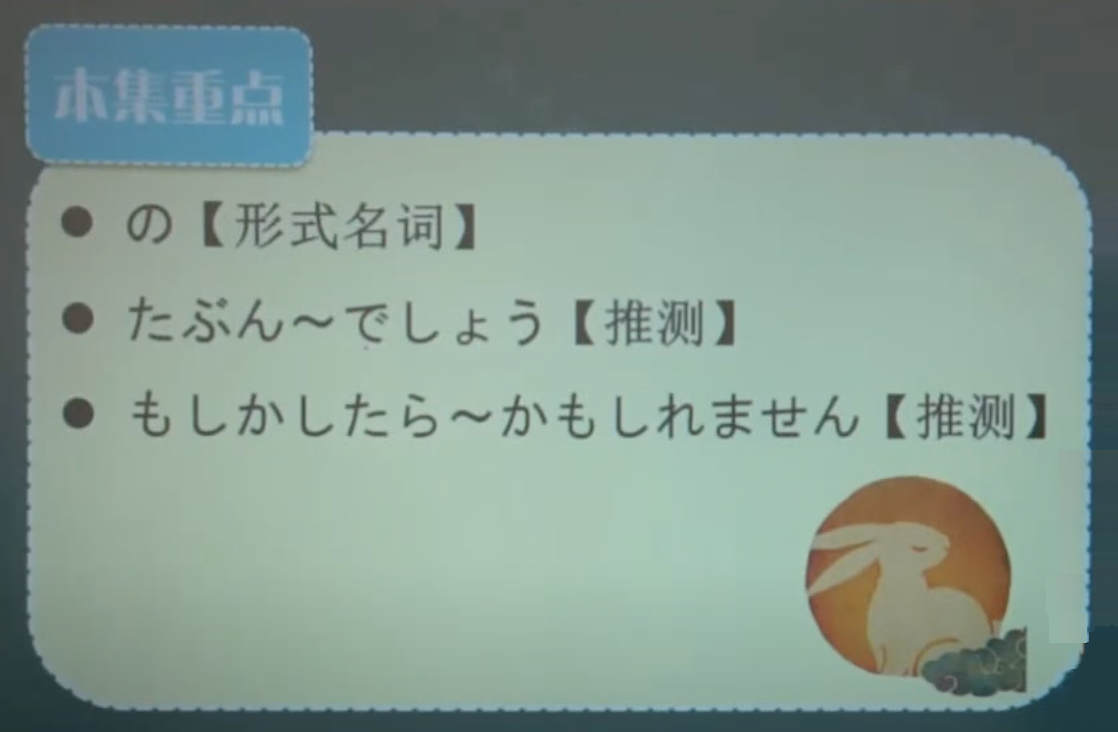 本集重点
● の【形式名词】
● たぶん～でしょう【推测】
● もしかしたら～かもしれません【推测】